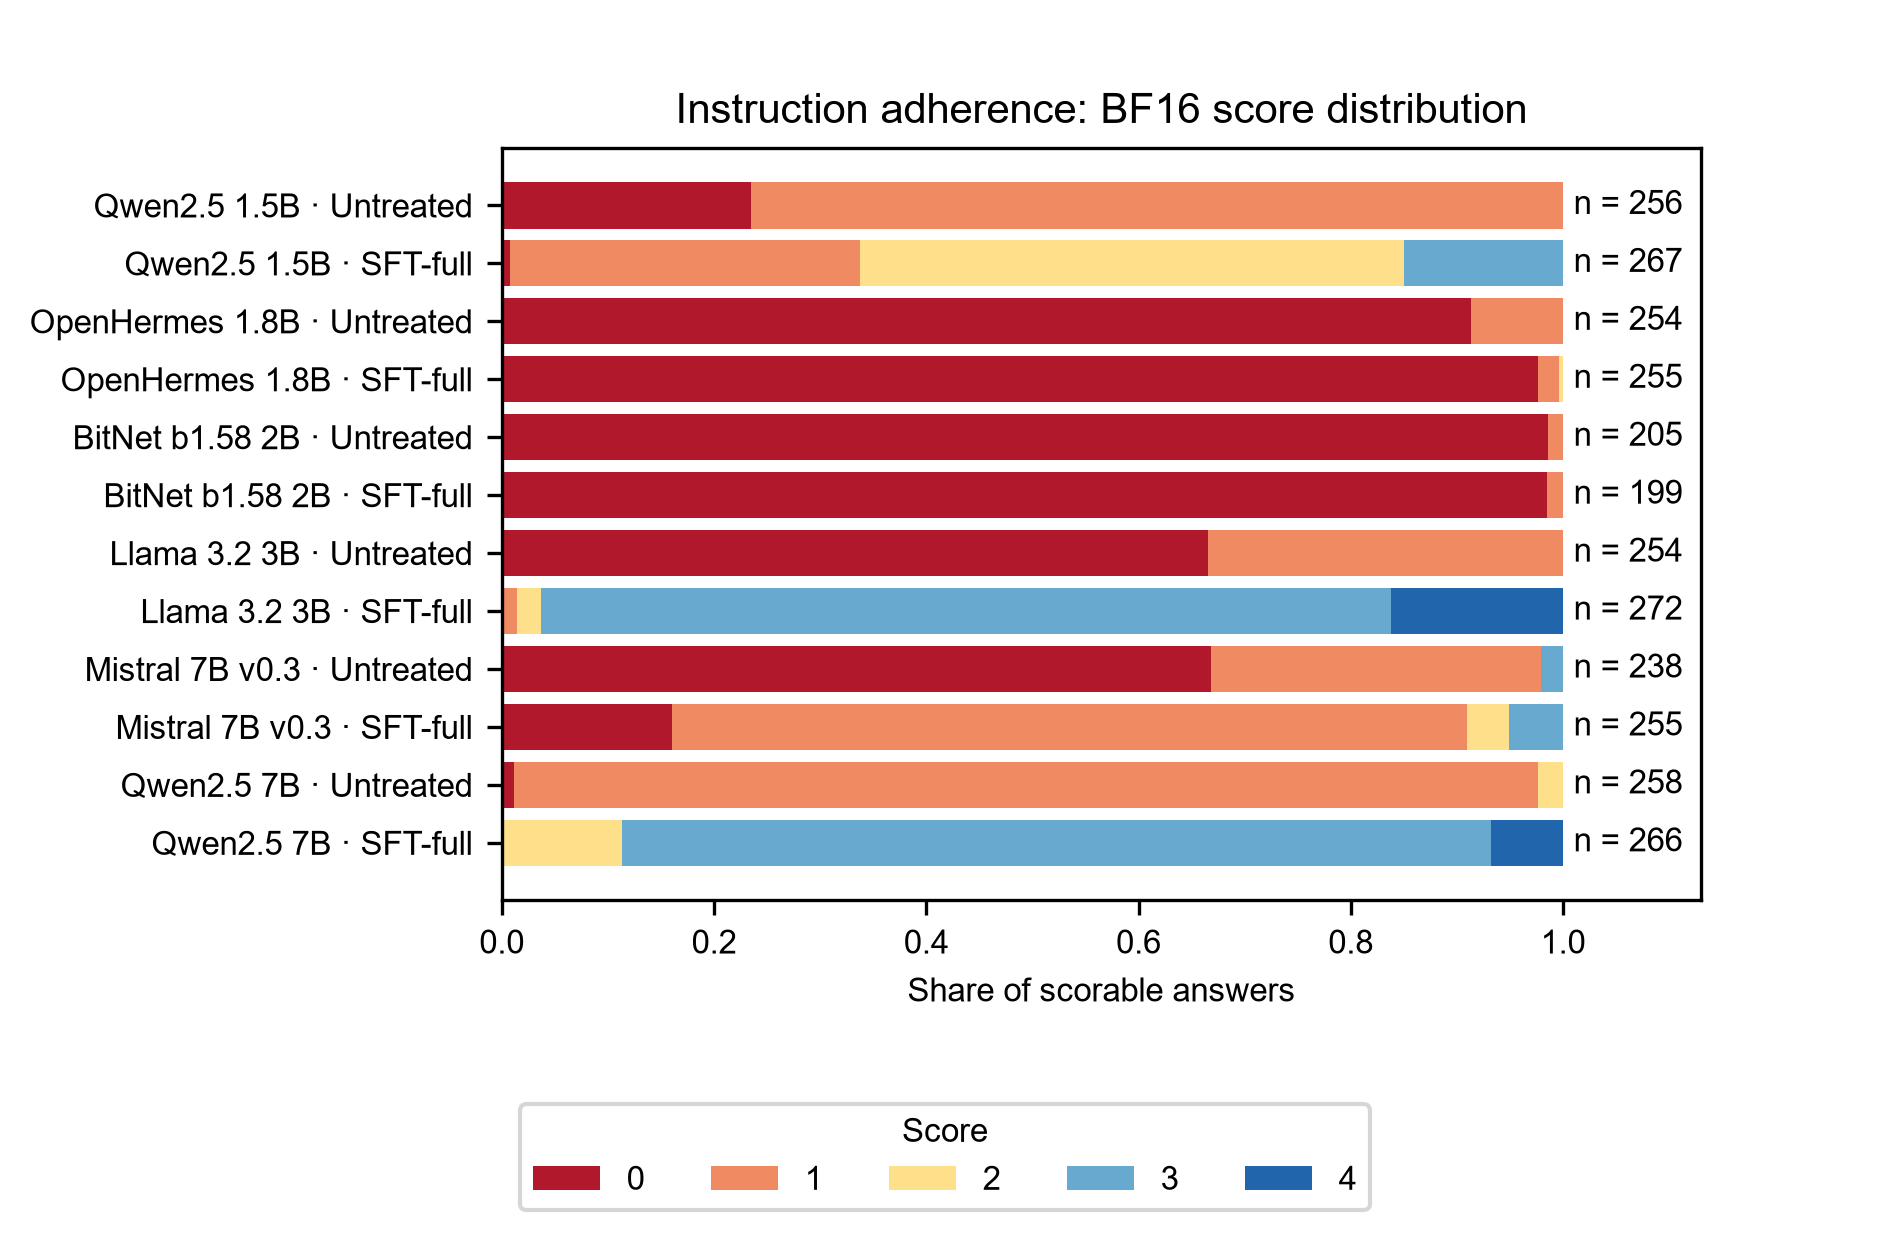 Instruction adherence: BF16 score distribution
Qwen2.5 1.5B · Untreated n = 256
Qwen2.5 1.5B · SFT-full n = 267
OpenHermes 1.8B · Untreated n = 254
OpenHermes 1.8B · SFT-full n = 255
BitNet b1.58 2B · Untreated n = 205
BitNet b1.58 2B · SFT-full n = 199
Llama 3.2 3B · Untreated n = 254
Llama 3.2 3B · SFT-full n = 272
Mistral 7B v0.3 · Untreated n = 238
Mistral 7B v0.3 · SFT-full n = 255
Qwen2.5 7B · Untreated n = 258
Qwen2.5 7B · SFT-full n = 266
0.0 0.2 0.4 0.6 0.8 1.0
Share of scorable answers
Score
0 1 2 3 4